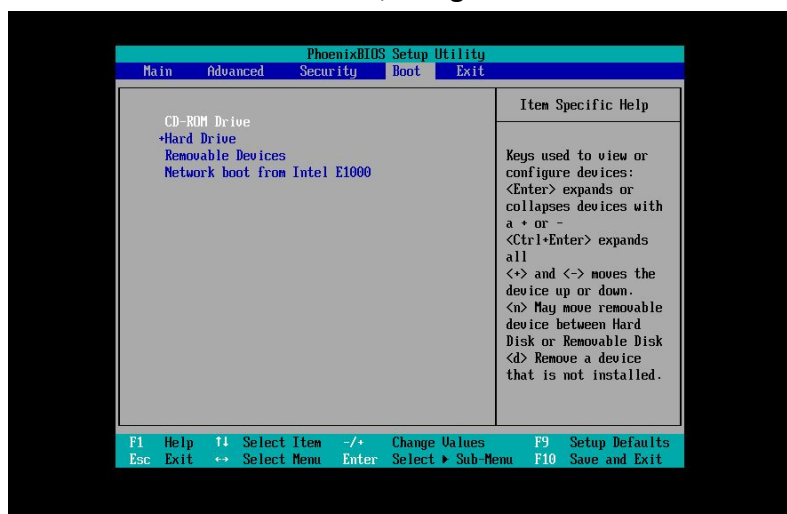 PhoenixBIOS Setup Utility
Main Advanced Security Boot Exit
CD-ROM Drive
+Hard Drive
Removable Devices
Network boot from Intel E1000
Item Specific Help
Keys used to view or
configure devices:
<Enter> expands or
collapses devices with
a + or -
<Ctrl+Enter> expands
all
<+> and <-> moves the
device up or down.
<n> May move removable
device between Hard
Disk or Removable Disk
<d> Remove a device
that is not installed.
F1 Help ↑↓ Select Item -/+ Change Values F9 Setup Defaults
Esc Exit ↔ Select Menu Enter Select ▶ Sub-Menu F10 Save and Exit